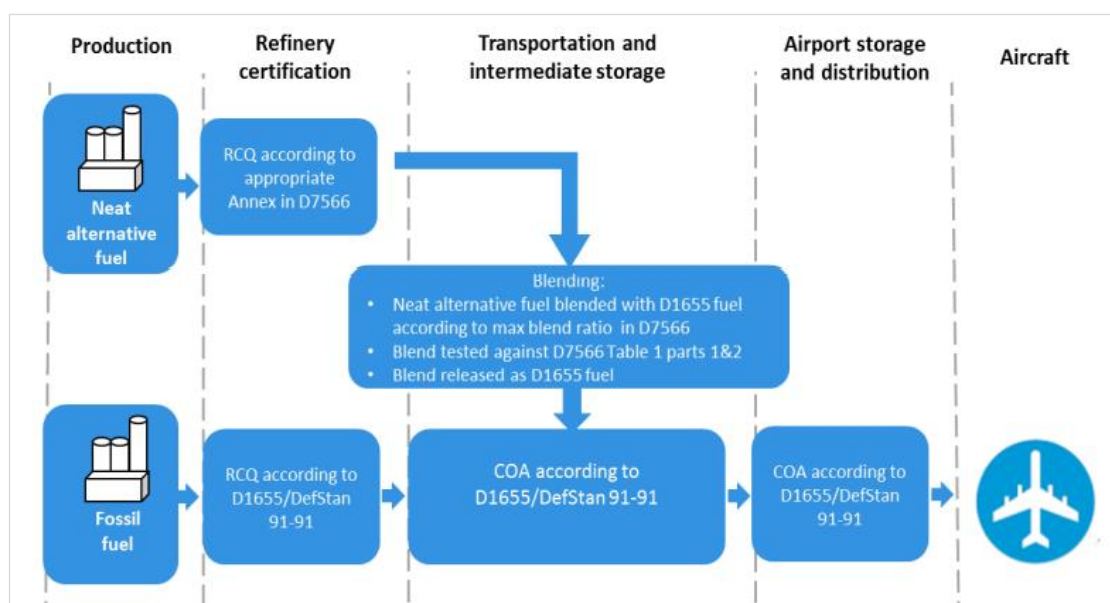 Production
Refinery
certification
Transportation and
intermediate storage
Airport storage
and distribution
Aircraft
Neat
alternative
fuel
RCQ according to
appropriate
Annex in D7566
Blending:
• Neat alternative fuel blended with D1655 fuel
according to max blend ratio in D7566
• Blend tested against D7566 Table 1 parts 1&2
• Blend released as D1655 fuel
Fossil
fuel
RCQ according to
D1655/DefStan
91-91
COA according to
D1655/DefStan 91-91
COA according to
D1655/DefStan
91-91